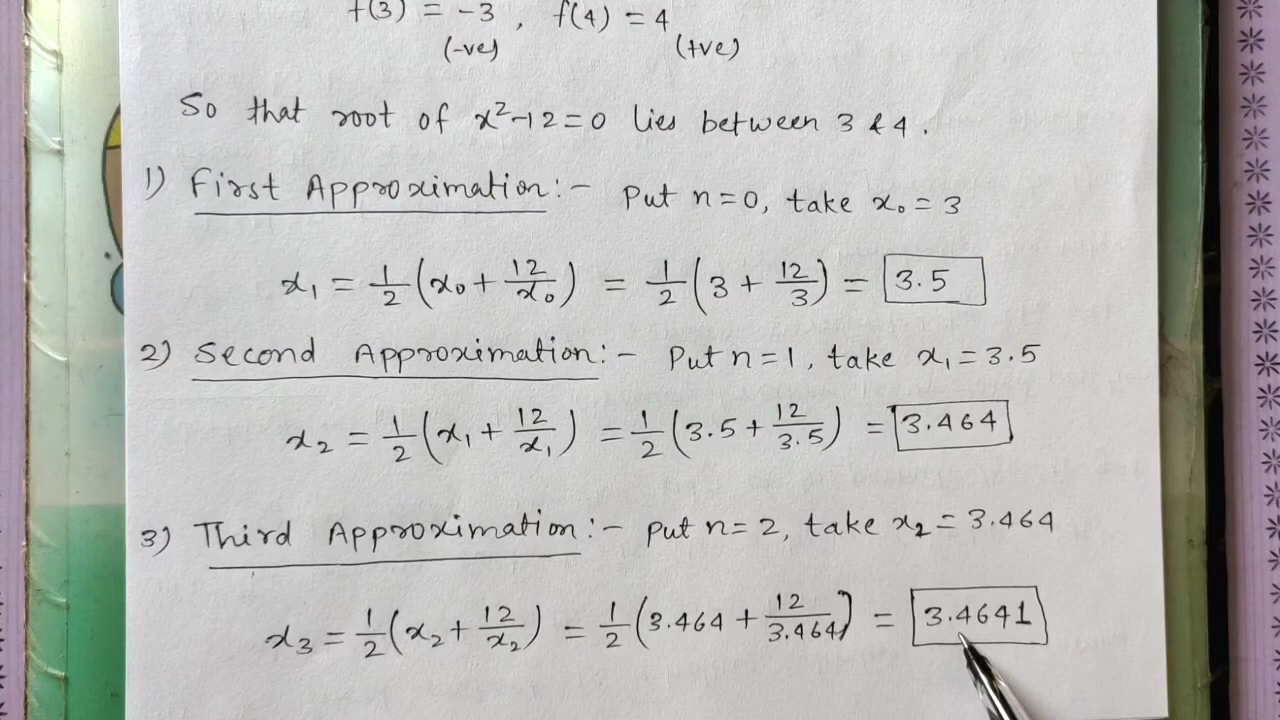 f(3) = -3 , f(4) = 4
(-ve) (+ve)
So that root of x²-12=0 lies between 3 & 4.
1) First Approximation:- Put n=0, take x₀ = 3
x₁ = 1/2 (x₀ + 12/x₀) = 1/2 (3 + 12/3) = 3.5
2) Second Approximation:- Put n=1, take x₁ = 3.5
x₂ = 1/2 (x₁ + 12/x₁) = 1/2 (3.5 + 12/3.5) = 3.464
3) Third Approximation:- Put n=2, take x₂ = 3.464
x₃ = 1/2 (x₂ + 12/x₂) = 1/2 (3.464 + 12/3.464) = 3.4641